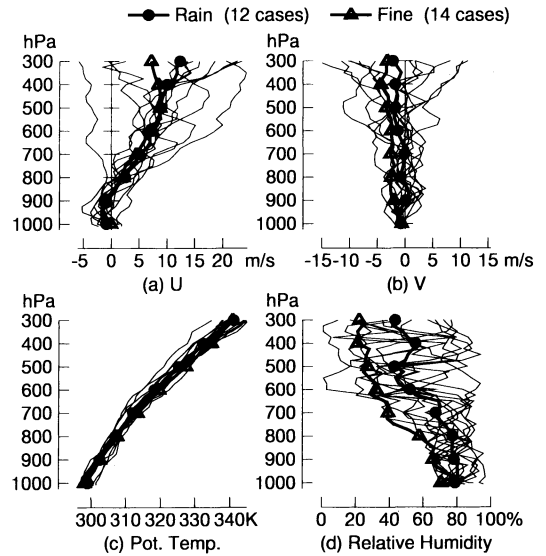 Rain (12 cases) Fine (14 cases)
hPa hPa
300 300
400 400
500 500
600 600
700 700
800 800
900 900
1000 1000
-5 0 5 10 15 20 m/s -15-10 -5 0 5 10 15 m/s
(a) U (b) V
hPa hPa
300 300
400 400
500 500
600 600
700 700
800 800
900 900
1000 1000
300 310 320 330 340K 0 20 40 60 80 100%
(c) Pot. Temp. (d) Relative Humidity